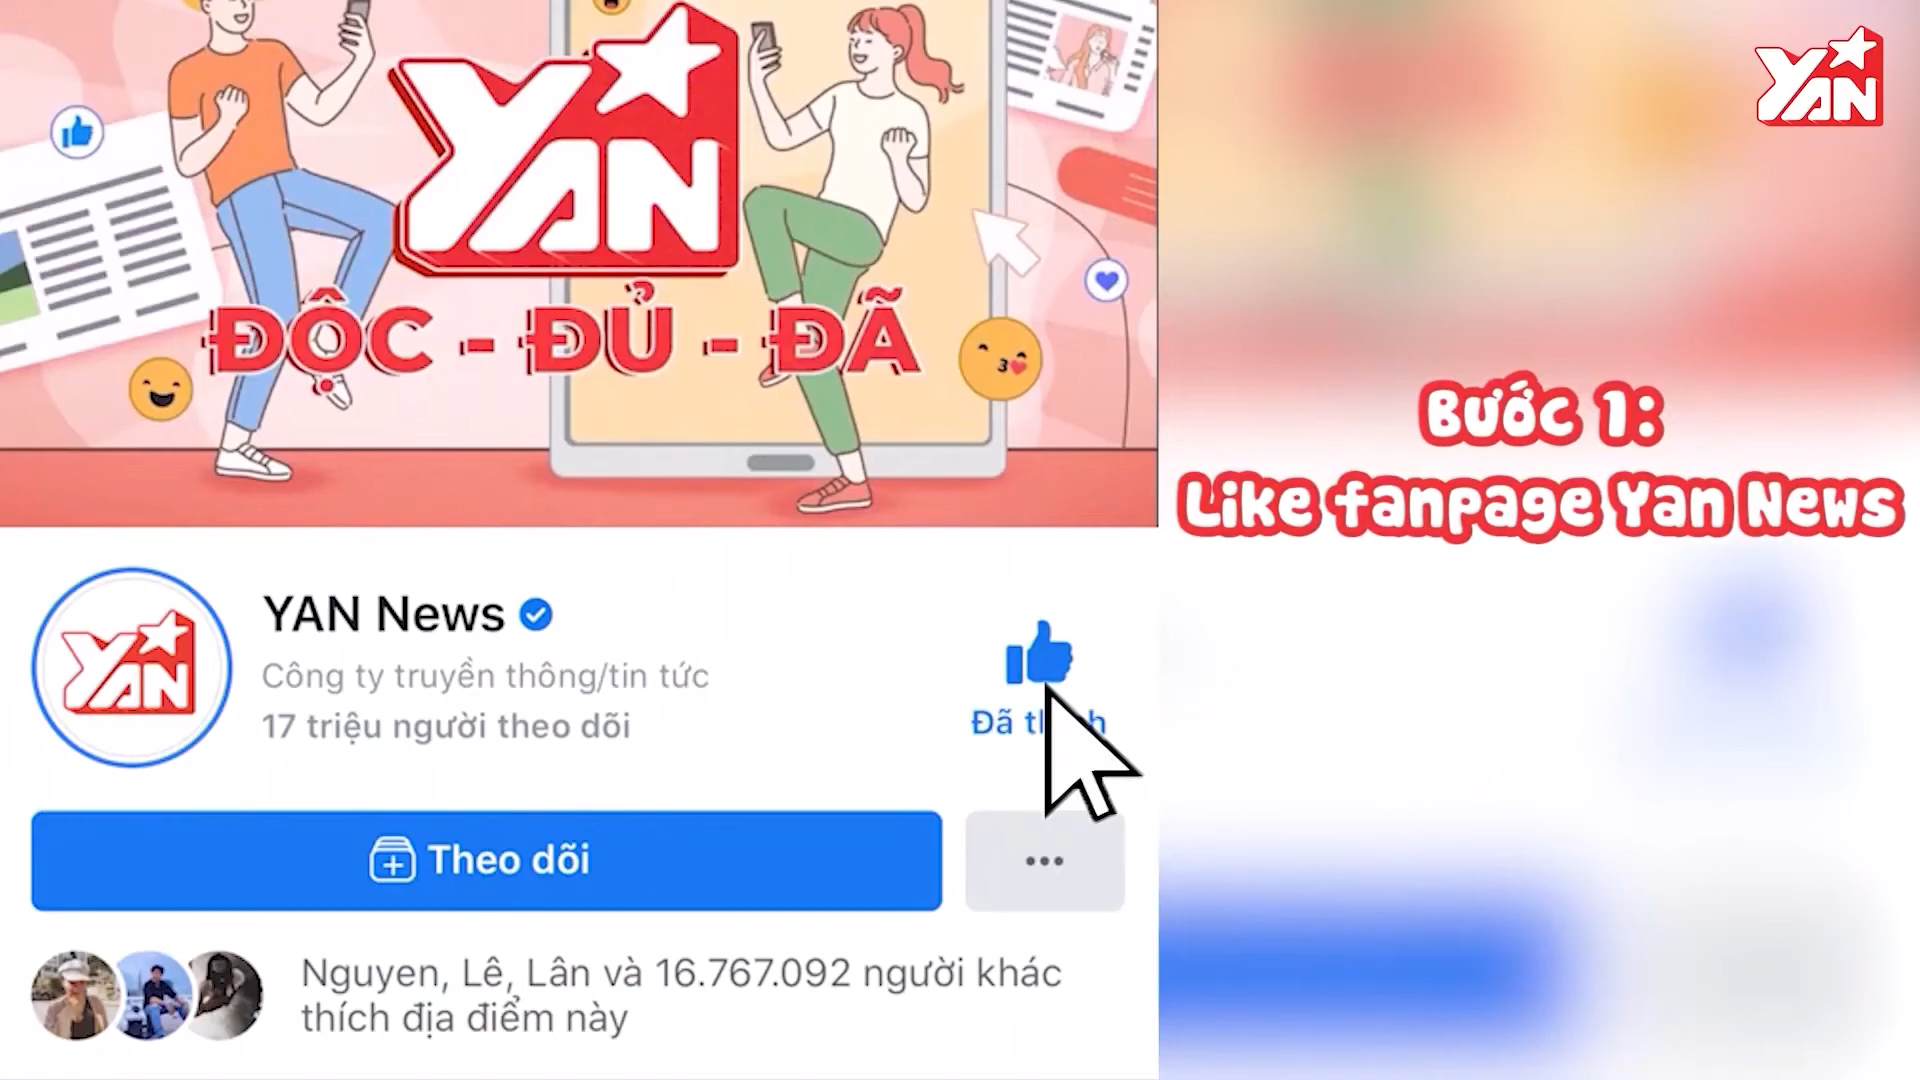 YAN
ĐỘC - ĐỦ - ĐÃ
YAN
Bước 1:
Like fanpage Yan News
YAN
YAN News
Công ty truyền thông/tin tức
17 triệu người theo dõi
Đã
Theo dõi
Nguyen, Lê, Lân và 16.767.092 người khác
thích địa điểm này